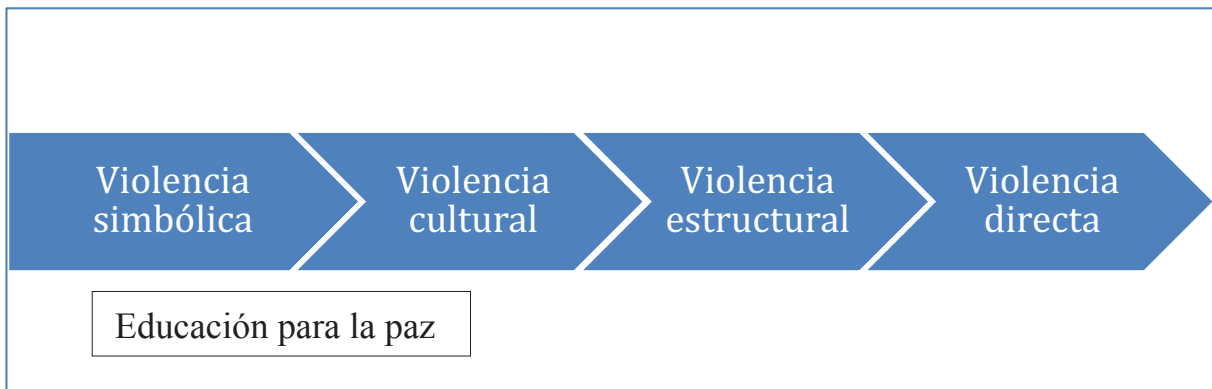 Violencia
simbólica
Violencia
cultural
Violencia
estructural
Violencia
directa
Educación para la paz